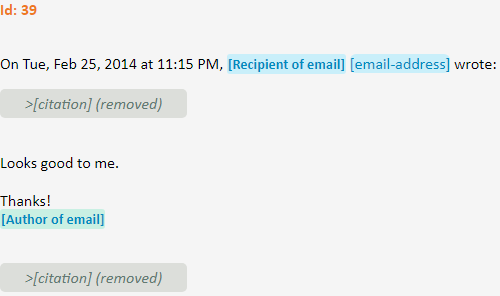 Id: 39
On Tue, Feb 25, 2014 at 11:15 PM, [Recipient of email] [email-address] wrote:
>[citation] (removed)
Looks good to me.
Thanks!
[Author of email]
>[citation] (removed)